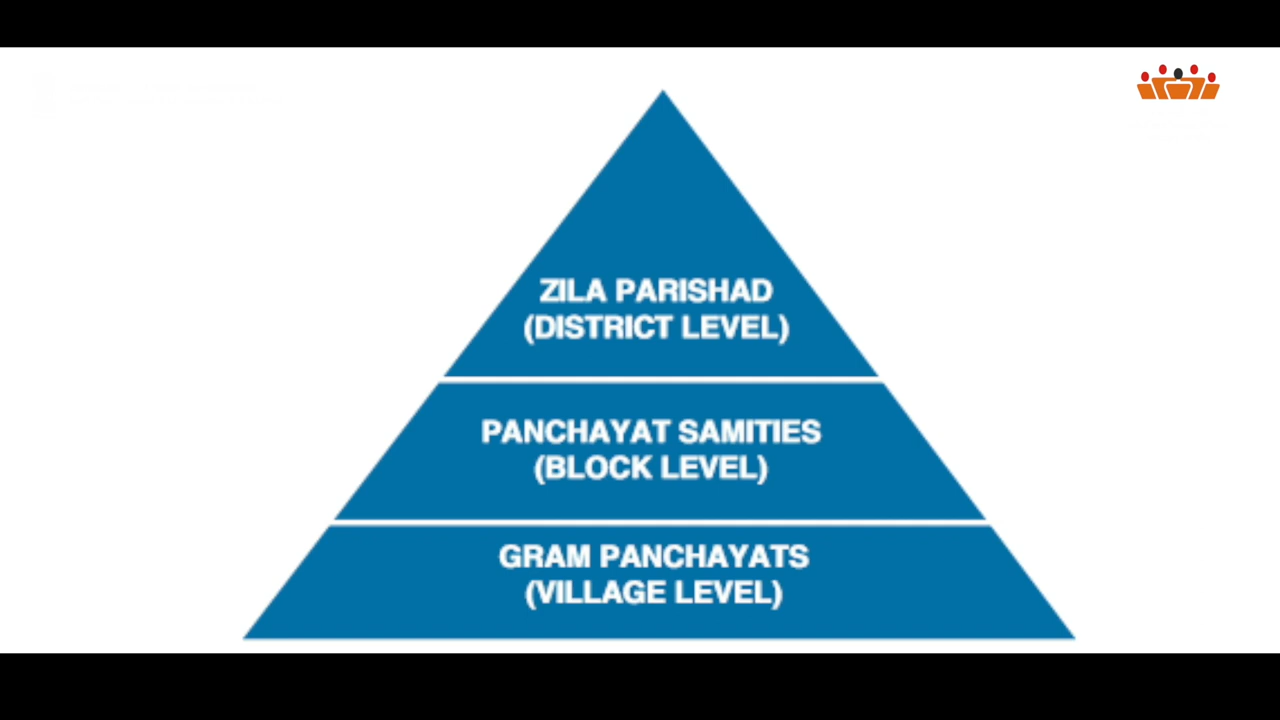 ZILA PARISHAD
(DISTRICT LEVEL)
PANCHAYAT SAMITIES
(BLOCK LEVEL)
GRAM PANCHAYATS
(VILLAGE LEVEL)